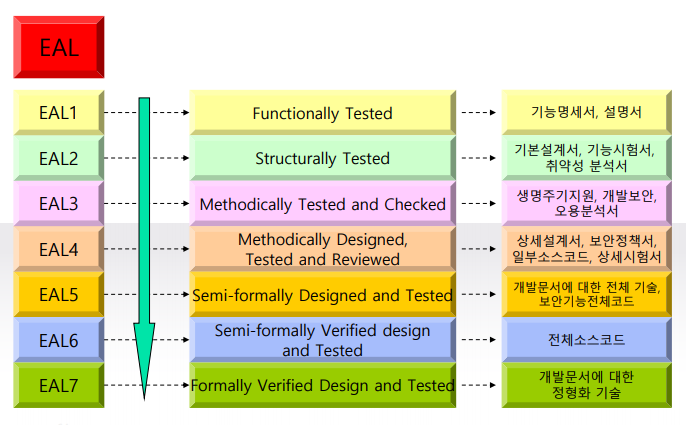 EAL
EAL1
Functionally Tested
기능명세서, 설명서
EAL2
Structurally Tested
기본설계서, 기능시험서,
취약성 분석서
EAL3
Methodically Tested and Checked
생명주기지원, 개발보안,
오용분석서
EAL4
Methodically Designed,
Tested and Reviewed
상세설계서, 보안정책서,
일부소스코드, 상세시험서
EAL5
Semi-formally Designed and Tested
개발문서에 대한 전체 기술,
보안기능전체코드
EAL6
Semi-formally Verified design
and Tested
전체소스코드
EAL7
Formally Verified Design and Tested
개발문서에 대한
정형화 기술